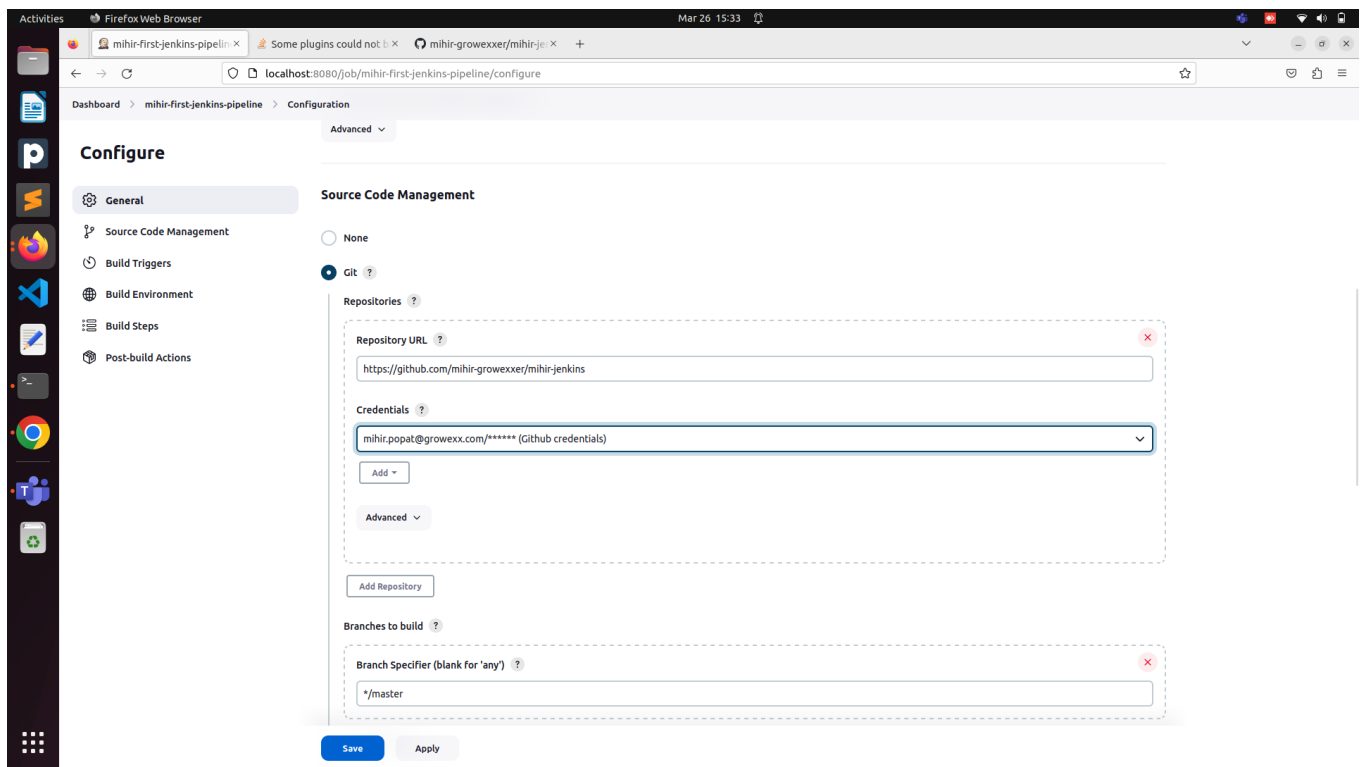 Activities Firefox Web Browser Mar 26 15:33
mihir-first-jenkins-pipelin Some plugins could not b mihir-growexxer/mihir-je
localhost:8080/job/mihir-first-jenkins-pipeline/configure
Dashboard > mihir-first-jenkins-pipeline > Configuration
Advanced
Configure
General
Source Code Management
Build Triggers
Build Environment
Build Steps
Post-build Actions
Source Code Management
None
Git ?
Repositories ?
Repository URL ?
https://github.com/mihir-growexxer/mihir-jenkins
Credentials ?
mihir.popat@growexx.com/****** (Github credentials)
Add
Advanced
Add Repository
Branches to build ?
Branch Specifier (blank for 'any') ?
*/master
Save Apply